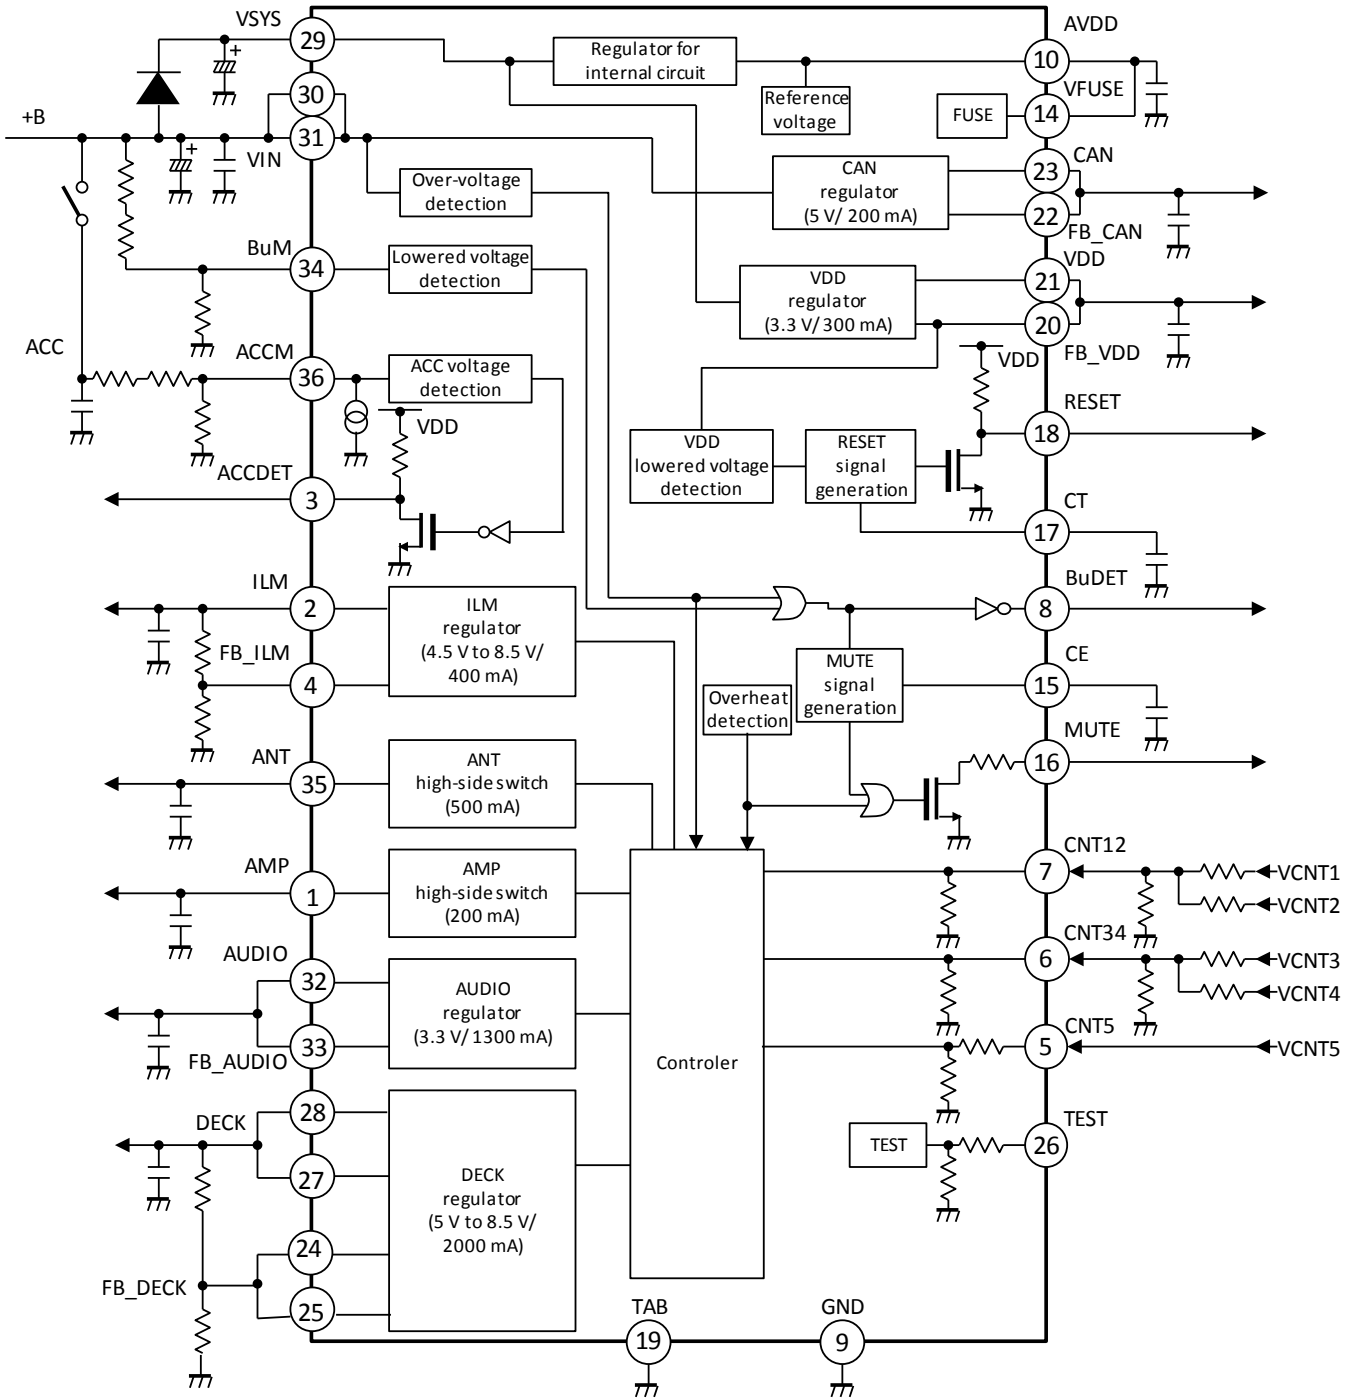 VSYS
29
30
+B
31
VIN
BuM
34
ACC
ACCM
36
ACCDET
3
ILM
2
FB_ILM
4
ANT
35
AMP
1
AUDIO
32
33
FB_AUDIO
28
DECK
27
24
FB_DECK
25
Regulator for
internal circuit
Reference
voltage
FUSE
Over-voltage
detection
CAN
regulator
(5 V/ 200 mA)
Lowered voltage
detection
VDD
regulator
(3.3 V/ 300 mA)
ACC voltage
detection
VDD
VDD
VDD
lowered voltage
detection
RESET
signal
generation
ILM
regulator
(4.5 V to 8.5 V/
400 mA)
MUTE
signal
generation
Overheat
detection
ANT
high-side switch
(500 mA)
AMP
high-side switch
(200 mA)
AUDIO
regulator
(3.3 V/ 1300 mA)
Controler
DECK
regulator
(5 V to 8.5 V/
2000 mA)
TEST
AVDD
10
VFUSE
14
CAN
23
22
FB_CAN
VDD
21
20
FB_VDD
RESET
18
CT
17
BuDET
8
CE
15
MUTE
16
CNT12
7
VCNT1
VCNT2
CNT34
6
VCNT3
VCNT4
CNT5
5
VCNT5
TEST
26
TAB
19
GND
9